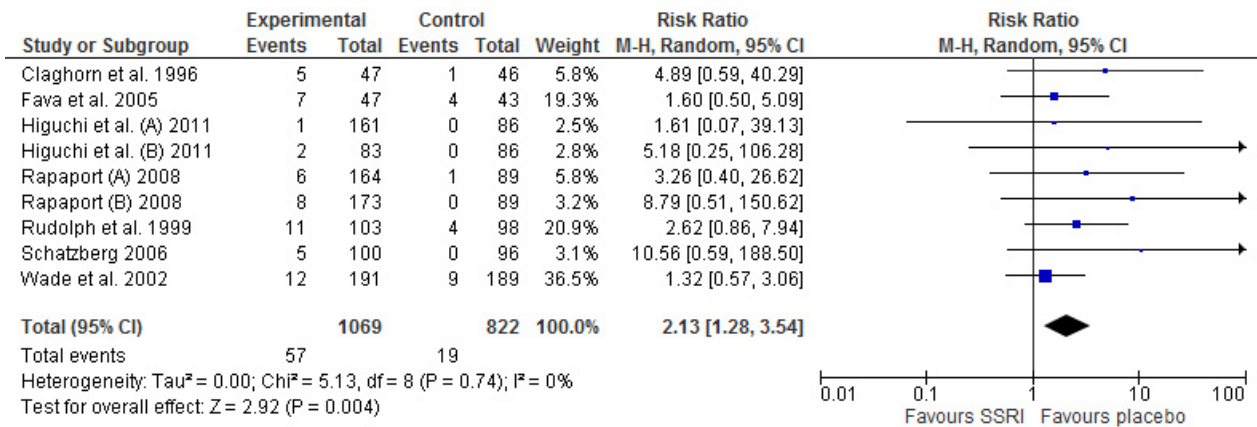 Experimental Control Risk Ratio Risk Ratio
Study or Subgroup Events Total Events Total Weight M-H, Random, 95% CI M-H, Random, 95% CI
Claghorn et al. 1996 5 47 1 46 5.8% 4.89 [0.59, 40.29]
Fava et al. 2005 7 47 4 43 19.3% 1.60 [0.50, 5.09]
Higuchi et al. (A) 2011 1 161 0 86 2.5% 1.61 [0.07, 39.13]
Higuchi et al. (B) 2011 2 83 0 86 2.8% 5.18 [0.25, 106.28]
Rapaport (A) 2008 6 164 1 89 5.8% 3.26 [0.40, 26.62]
Rapaport (B) 2008 8 173 0 89 3.2% 8.79 [0.51, 150.62]
Rudolph et al. 1999 11 103 4 98 20.9% 2.62 [0.86, 7.94]
Schatzberg 2006 5 100 0 96 3.1% 10.56 [0.59, 188.50]
Wade et al. 2002 12 191 9 189 36.5% 1.32 [0.57, 3.06]
Total (95% CI) 1069 822 100.0% 2.13 [1.28, 3.54]
Total events 57 19
Heterogeneity: Tau² = 0.00; Chi² = 5.13, df = 8 (P = 0.74); I² = 0%
Test for overall effect: Z = 2.92 (P = 0.004)
0.01 0.1 1 10 100
Favours SSRI Favours placebo